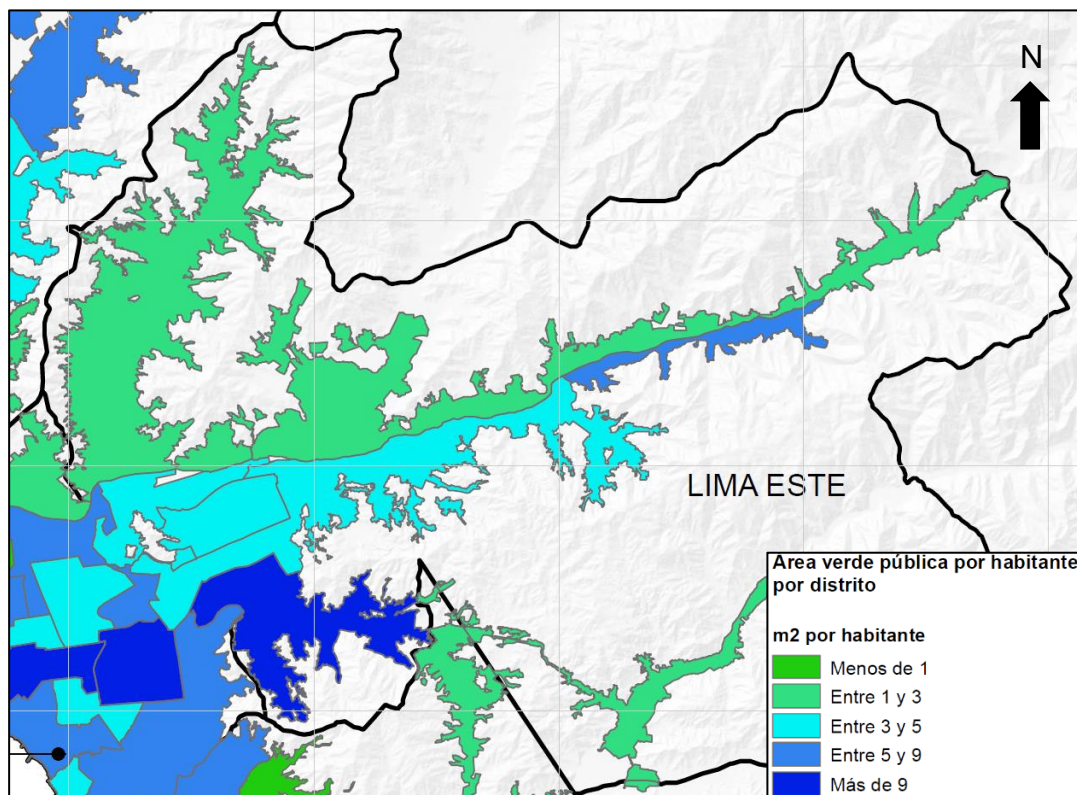 N
LIMA ESTE
Área verde pública por habitante
por distrito
m2 por habitante
Menos de 1
Entre 1 y 3
Entre 3 y 5
Entre 5 y 9
Más de 9